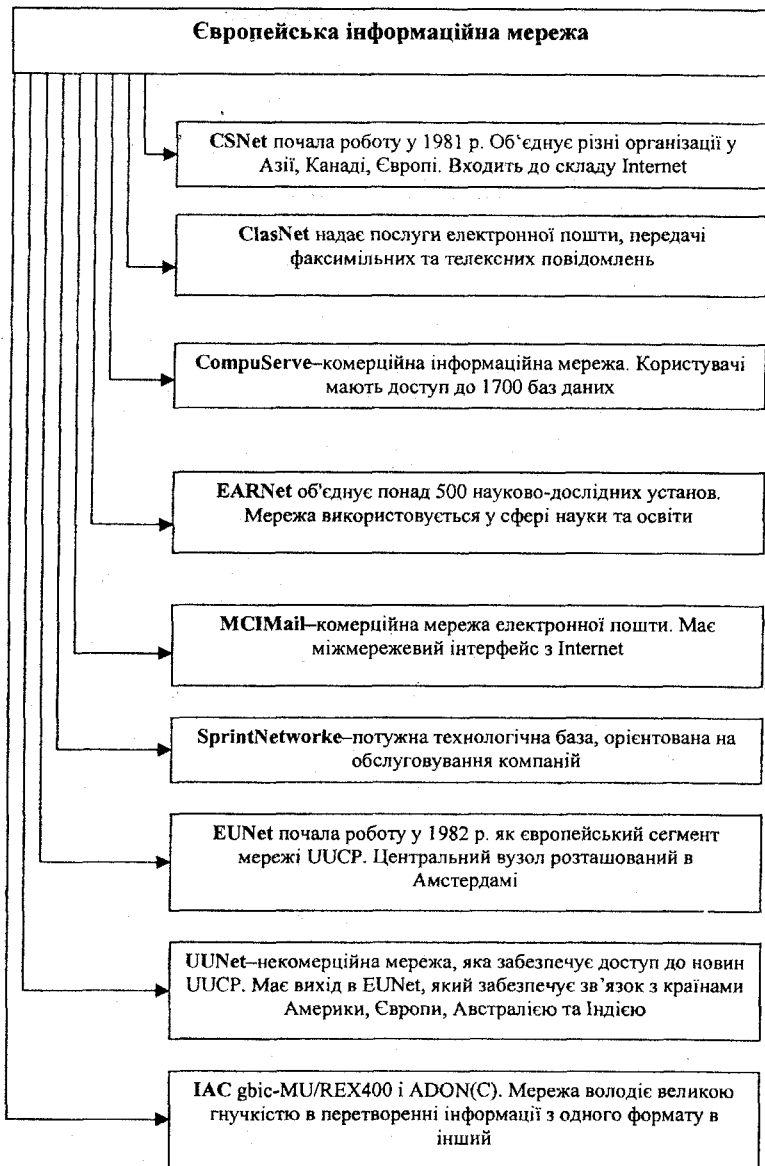 Європейська інформаційна мережа
CSNet почала роботу у 1981 р. Об‘єднує різні організації у
Азії, Канаді, Європі. Входить до складу Internet
ClasNet надає послуги електронної пошти, передачі
факсимільних та телексних повідомлень
CompuServe–комерційна інформаційна мережа. Користувачі
мають доступ до 1700 баз даних
EARNet об'єднує понад 500 науково-дослідних установ.
Мережа використовується у сфері науки та освіти
MCIMail–комерційна мережа електронної пошти. Має
міжмережевий інтерфейс з Internet
SprintNetworke–потужна технологічна база, орієнтована на
обслуговування компаній
EUNet почала роботу у 1982 р. як європейський сегмент
мережі UUCP. Центральний вузол розташований в
Амстердамі
UUNet–некомерційна мережа, яка забезпечує доступ до новин
UUCP. Має вихід в EUNet, який забезпечує зв’язок з країнами
Америки, Європи, Австралією та Індією
IAC gbic-MU/REX400 і ADON(C). Мережа володіє великою
гнучкістю в перетворенні інформації з одного формату в
інший